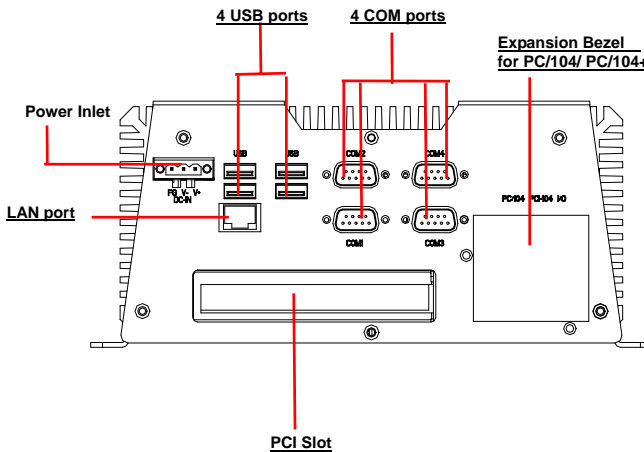 4 USB ports
4 COM ports
Expansion Bezel
for PC/104/ PC/104+
Power Inlet
USB
USB
COM2
COM4
FG V- V+
DC-IN
LAN port
PC/104 PCI-104 I/O
COM1
COM3
PCI Slot